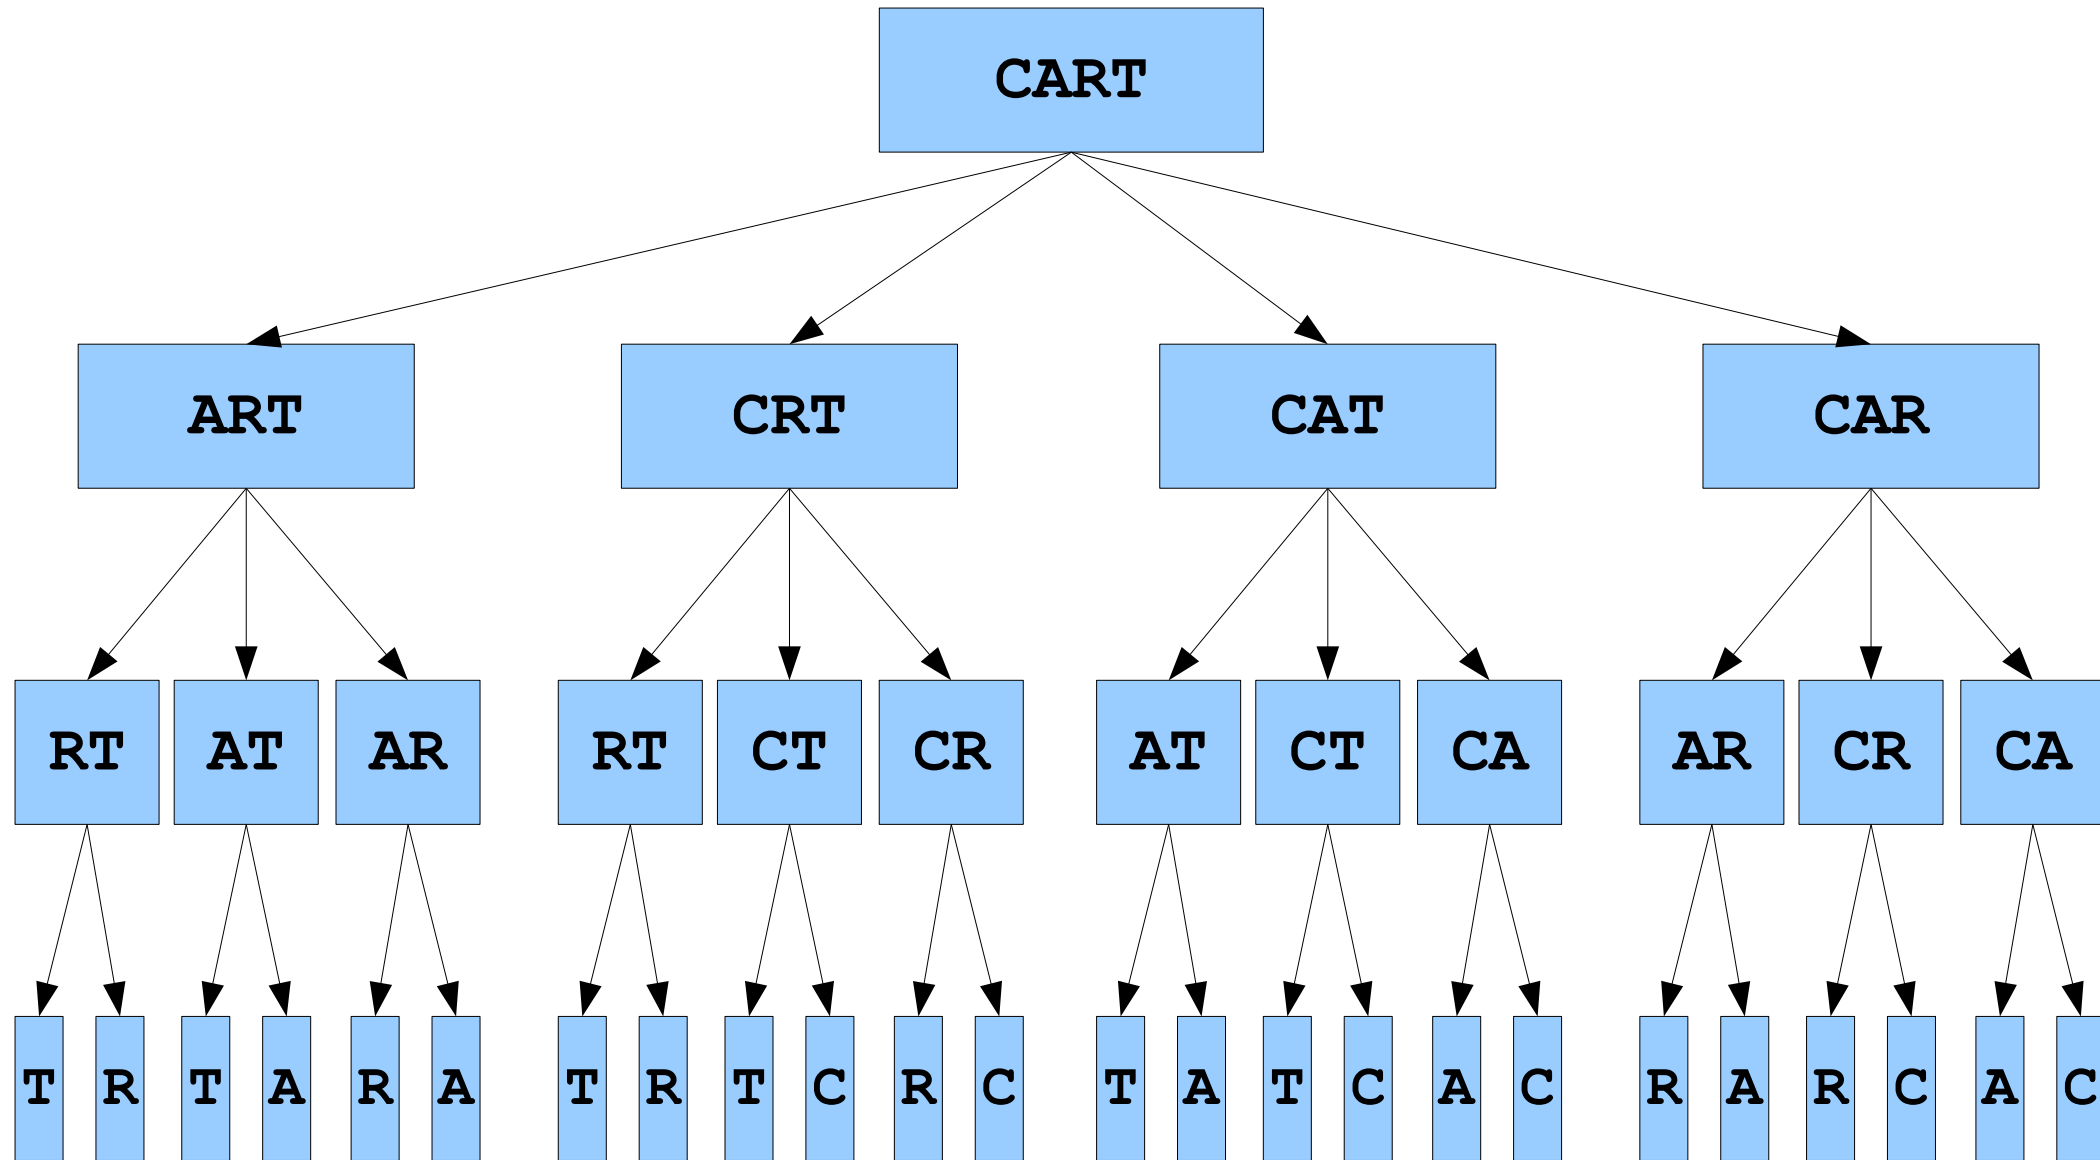 CART
ART CRT CAT CAR
RT AT AR RT CT CR AT CT CA AR CR CA
T R T A R A T R T C R C T A T C A C R A R C A C